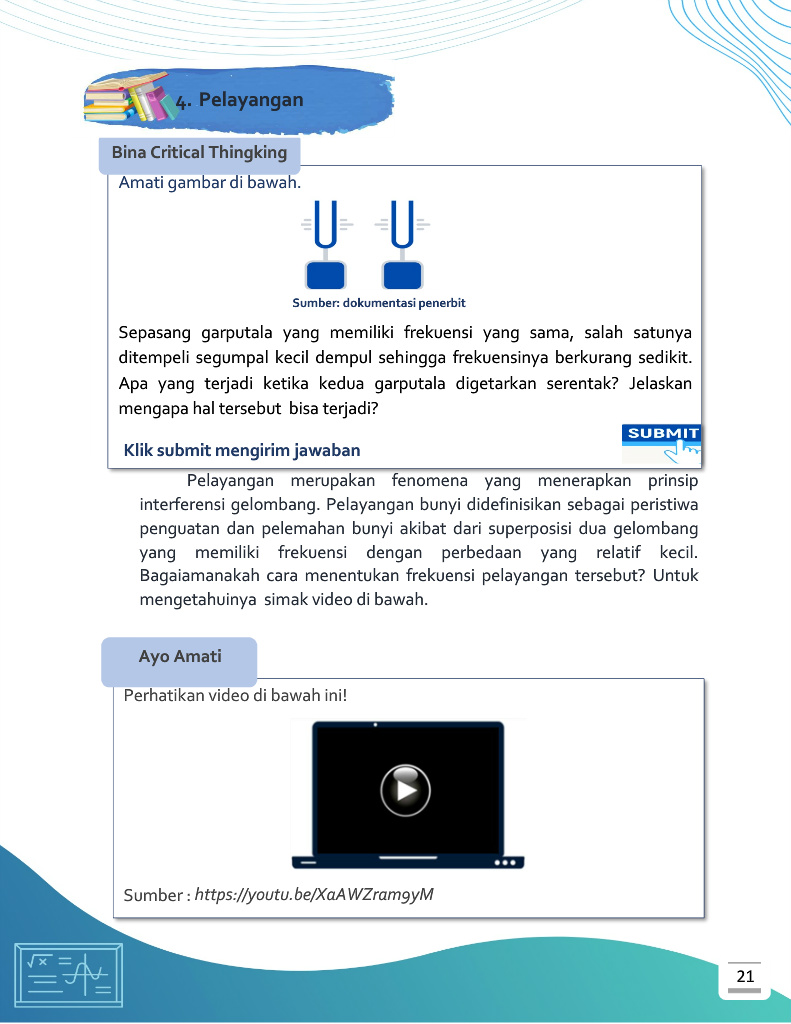 4. Pelayangan
Bina Critical Thingking
Amati gambar di bawah.
Sumber: dokumentasi penerbit
Sepasang garputala yang memiliki frekuensi yang sama, salah satunya
ditempeli segumpal kecil dempul sehingga frekuensinya berkurang sedikit.
Apa yang terjadi ketika kedua garputala digetarkan serentak? Jelaskan
mengapa hal tersebut bisa terjadi?
SUBMIT
Klik submit mengirim jawaban
Pelayangan merupakan fenomena yang menerapkan prinsip
interferensi gelombang. Pelayangan bunyi didefinisikan sebagai peristiwa
penguatan dan pelemahan bunyi akibat dari superposisi dua gelombang
yang memiliki frekuensi dengan perbedaan yang relatif kecil.
Bagaiamanakah cara menentukan frekuensi pelayangan tersebut? Untuk
mengetahuinya simak video di bawah.
Ayo Amati
Perhatikan video di bawah ini!
Sumber : https://youtu.be/XaAWZram9yM
√x
21